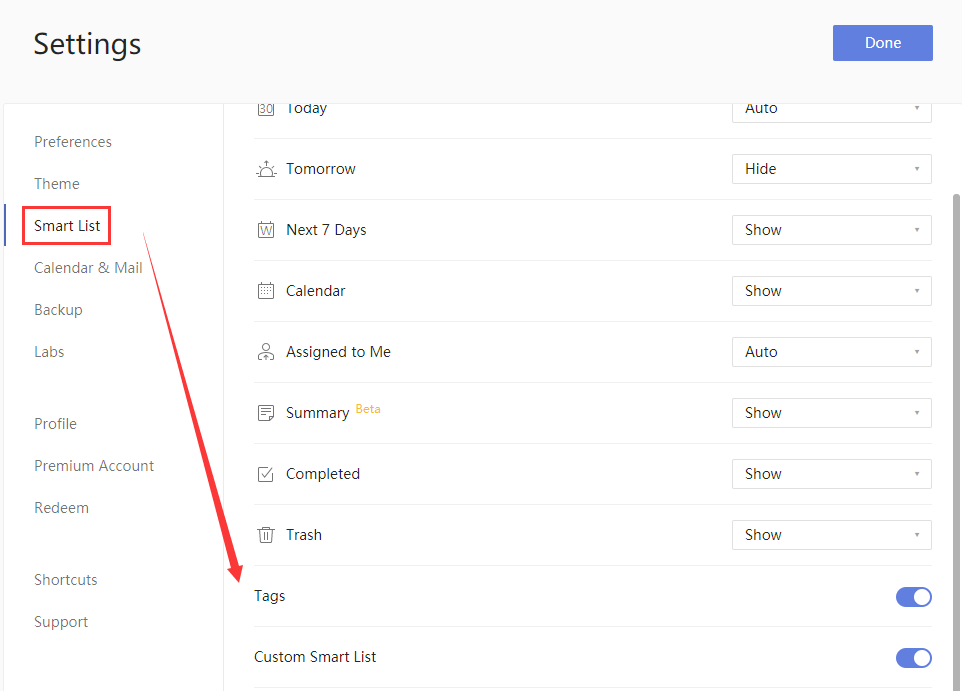 Settings
Done
Preferences
Theme
Smart List
Calendar & Mail
Backup
Labs
Profile
Premium Account
Redeem
Shortcuts
Support
30 Today Auto
Tomorrow Hide
W Next 7 Days Show
Calendar Show
Assigned to Me Auto
Summary Beta Show
Completed Show
Trash Show
Tags
Custom Smart List